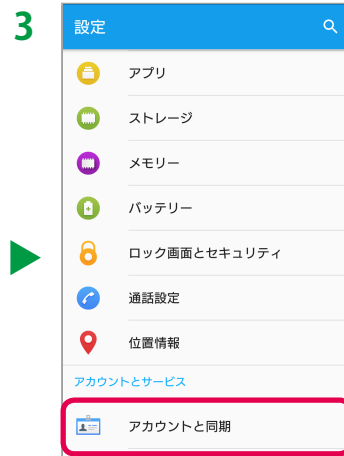 3
設定
アプリ
ストレージ
メモリー
バッテリー
ロック画面とセキュリティ
通話設定
位置情報
アカウントとサービス
アカウントと同期